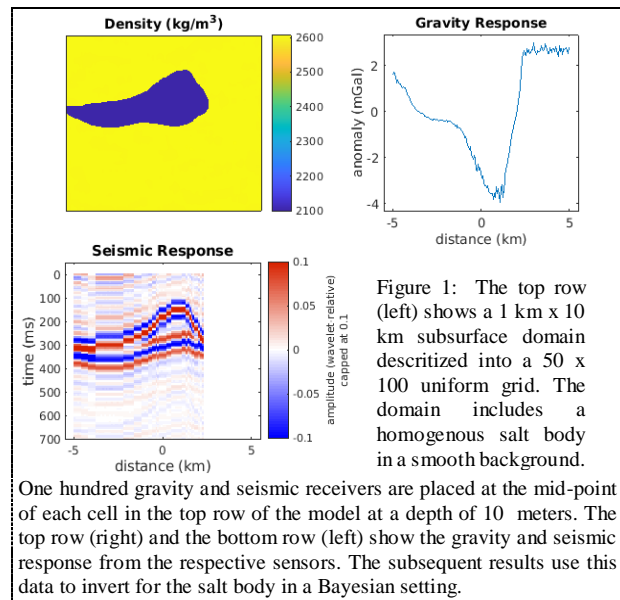 Density (kg/m³)
2600
2500
2400
2300
2200
2100
Gravity Response
anomaly (mGal)
2
0
-2
-4
-5
0
5
distance (km)
Seismic Response
time (ms)
0
100
200
300
400
500
600
700
-5
0
5
distance (km)
0.1
0.05
0
-0.05
-0.1
amplitude (wavelet relative)
capped at 0.1
Figure 1: The top row
(left) shows a 1 km x 10
km subsurface domain
descritized into a 50 x
100 uniform grid. The
domain includes a
homogenous salt body
in a smooth background.
One hundred gravity and seismic receivers are placed at the mid-point
of each cell in the top row of the model at a depth of 10 meters. The
top row (right) and the bottom row (left) show the gravity and seismic
response from the respective sensors. The subsequent results use this
data to invert for the salt body in a Bayesian setting.